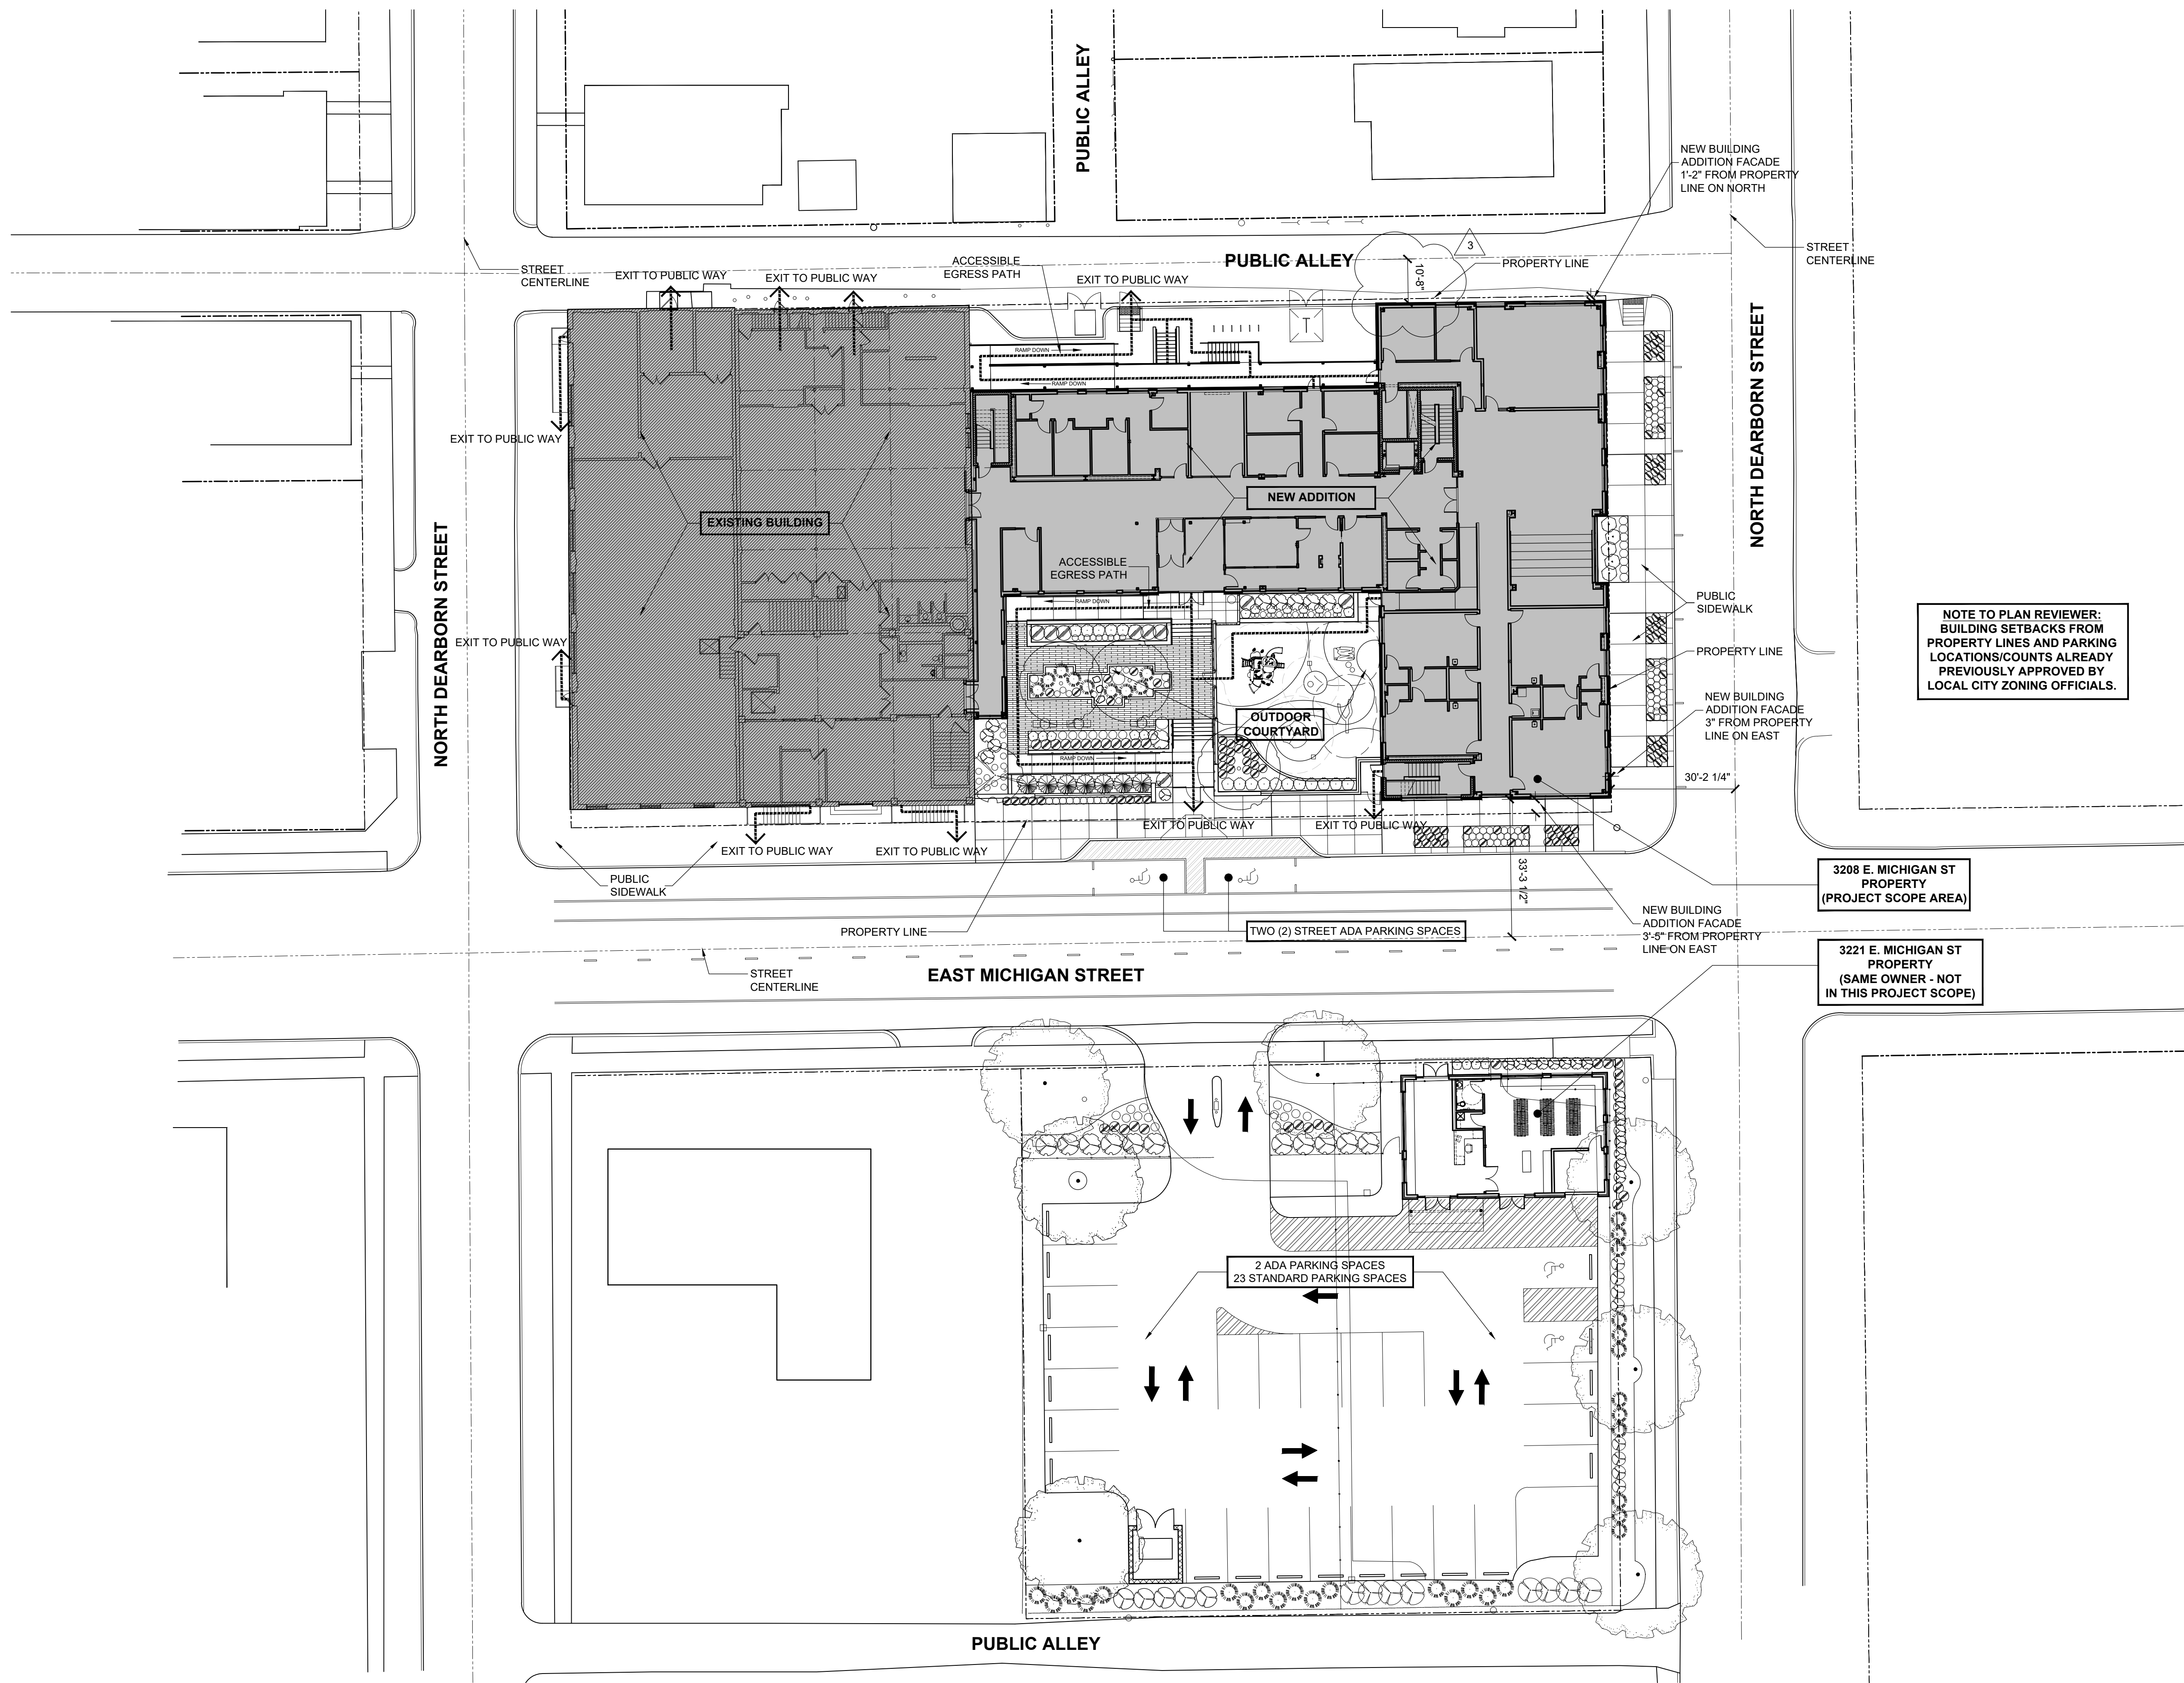 PUBLIC ALLEY
NEW BUILDING
ADDITION FACADE
1'-2" FROM PROPERTY
LINE ON NORTH
STREET
CENTERLINE
3
PUBLIC ALLEY
PROPERTY LINE
10'-8"
ACCESSIBLE
EGRESS PATH
STREET
CENTERLINE
EXIT TO PUBLIC WAY
EXIT TO PUBLIC WAY
EXIT TO PUBLIC WAY
T
RAMP DOWN
RAMP DOWN
EXIT TO PUBLIC WAY
NORTH DEARBORN STREET
NORTH DEARBORN STREET
EXISTING BUILDING
NEW ADDITION
ACCESSIBLE
EGRESS PATH
RAMP DOWN
PUBLIC
SIDEWALK
NOTE TO PLAN REVIEWER:
BUILDING SETBACKS FROM
PROPERTY LINES AND PARKING
LOCATIONS/COUNTS ALREADY
PREVIOUSLY APPROVED BY
LOCAL CITY ZONING OFFICIALS.
EXIT TO PUBLIC WAY
PROPERTY LINE
NEW BUILDING
ADDITION FACADE
3" FROM PROPERTY
LINE ON EAST
OUTDOOR
COURTYARD
RAMP DOWN
30'-2 1/4"
EXIT TO PUBLIC WAY
EXIT TO PUBLIC WAY
EXIT TO PUBLIC WAY
EXIT TO PUBLIC WAY
PUBLIC
SIDEWALK
33'-3 1/2"
3208 E. MICHIGAN ST
PROPERTY
(PROJECT SCOPE AREA)
NEW BUILDING
ADDITION FACADE
3'-5" FROM PROPERTY
LINE ON EAST
PROPERTY LINE
TWO (2) STREET ADA PARKING SPACES
3221 E. MICHIGAN ST
PROPERTY
(SAME OWNER - NOT
IN THIS PROJECT SCOPE)
STREET
CENTERLINE
EAST MICHIGAN STREET
2 ADA PARKING SPACES
23 STANDARD PARKING SPACES
PUBLIC ALLEY